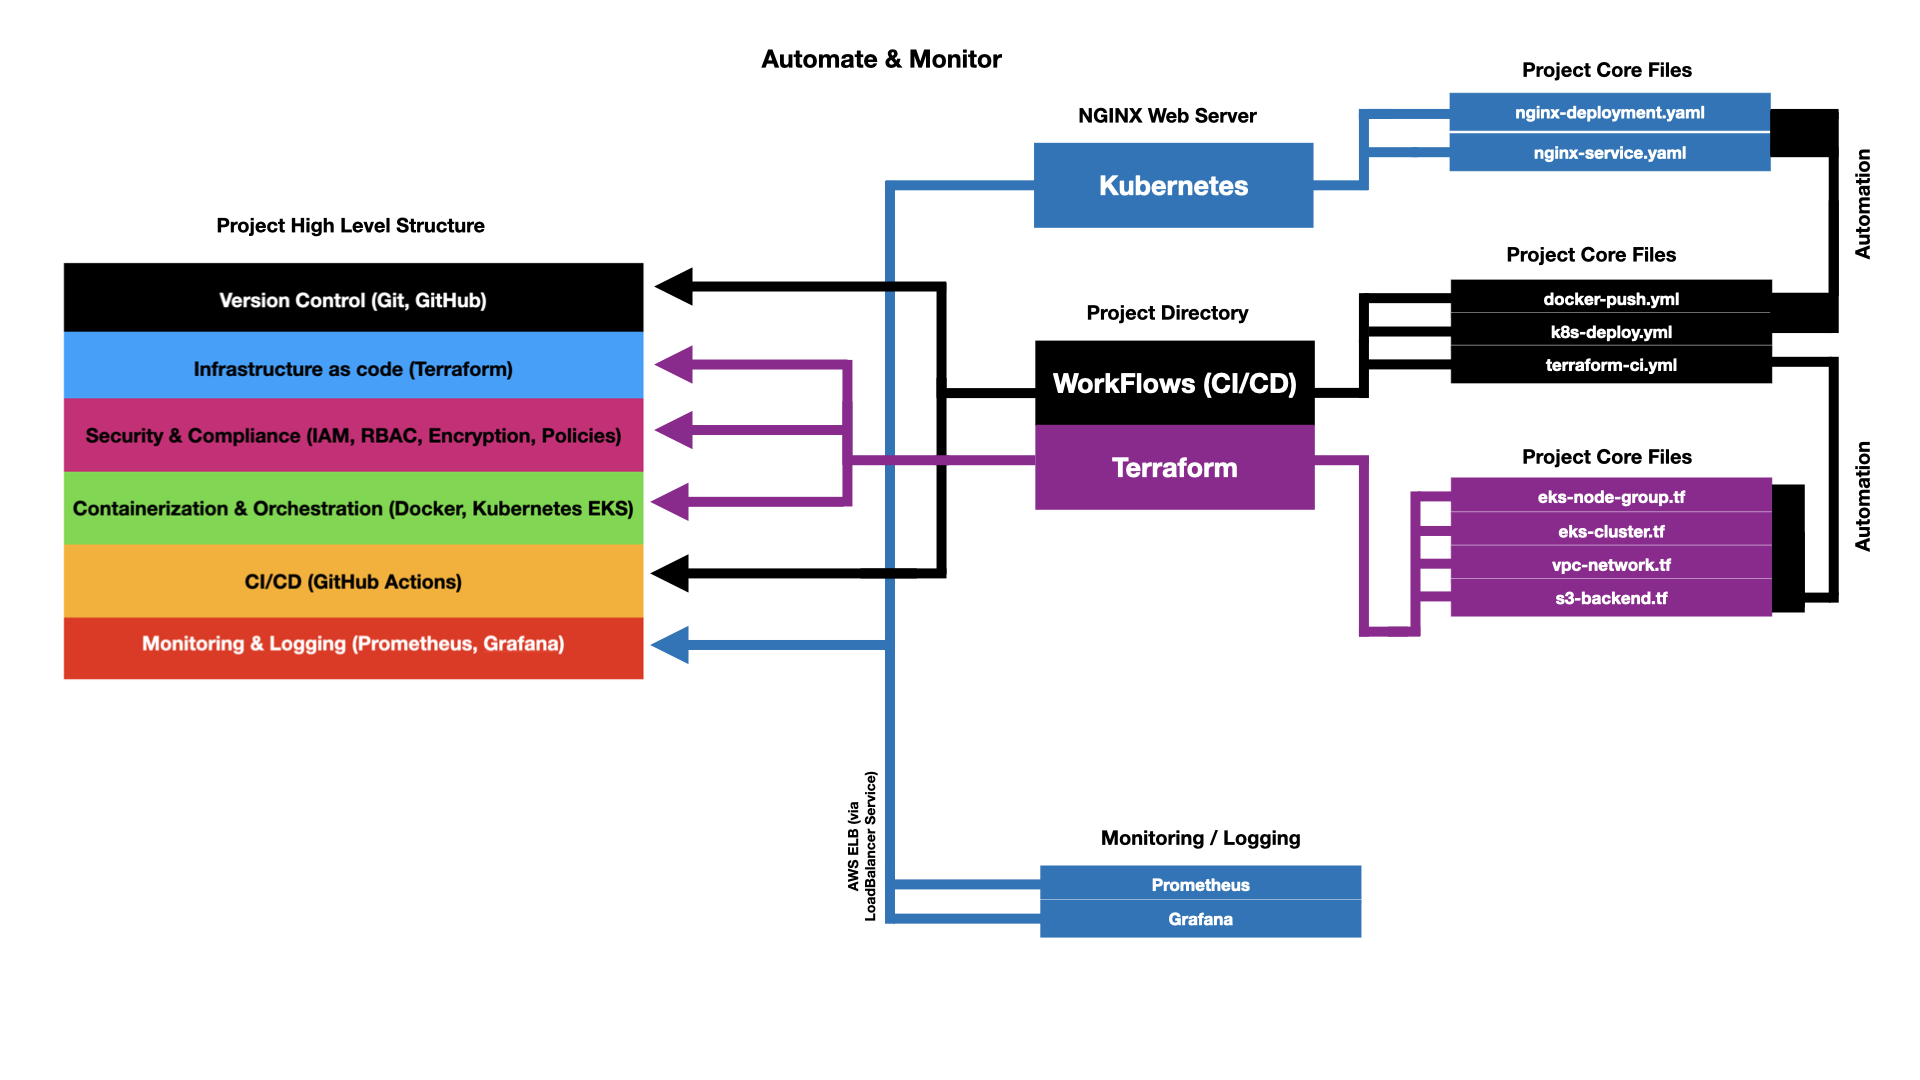 Automate & Monitor
Project High Level Structure
Version Control (Git, GitHub)
Infrastructure as code (Terraform)
Security & Compliance (IAM, RBAC, Encryption, Policies)
Containerization & Orchestration (Docker, Kubernetes EKS)
CI/CD (GitHub Actions)
Monitoring & Logging (Prometheus, Grafana)
NGINX Web Server
Kubernetes
Project Directory
WorkFlows (CI/CD)
Terraform
Project Core Files
nginx-deployment.yaml
nginx-service.yaml
Automation
Project Core Files
docker-push.yml
k8s-deploy.yml
terraform-ci.yml
Automation
Project Core Files
eks-node-group.tf
eks-cluster.tf
vpc-network.tf
s3-backend.tf
AWS ELB (via
LoadBalancer Service)
Monitoring / Logging
Prometheus
Grafana